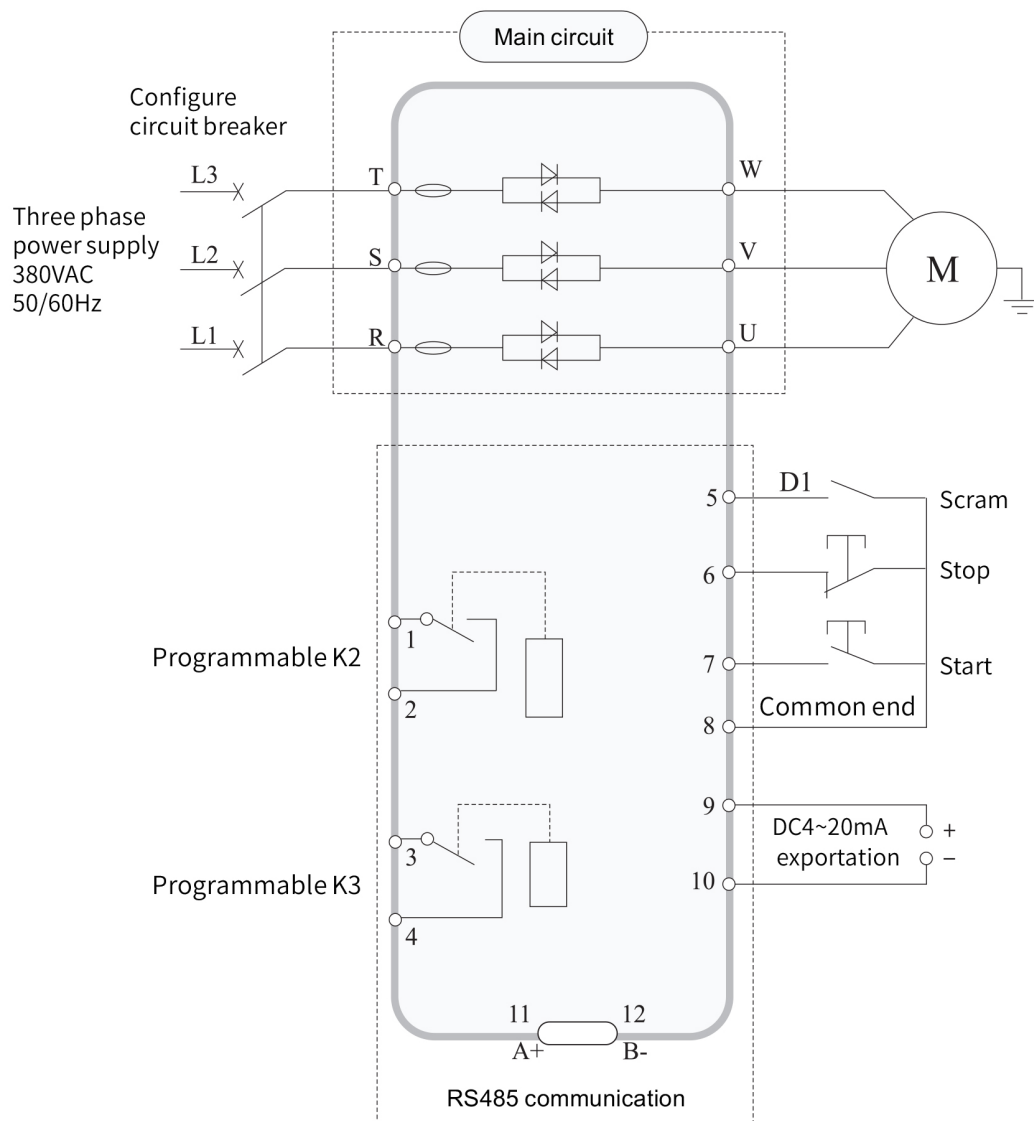 Main circuit
Configure
circuit breaker
L3
T
W
Three phase
power supply
380VAC
50/60Hz
L2
S
V
M
L1
R
U
5
D1
Scram
6
Stop
1
Programmable K2
7
Start
2
8
Common end
9
3
DC4~20mA
+
exportation
−
Programmable K3
10
4
11
12
A+
B-
RS485 communication